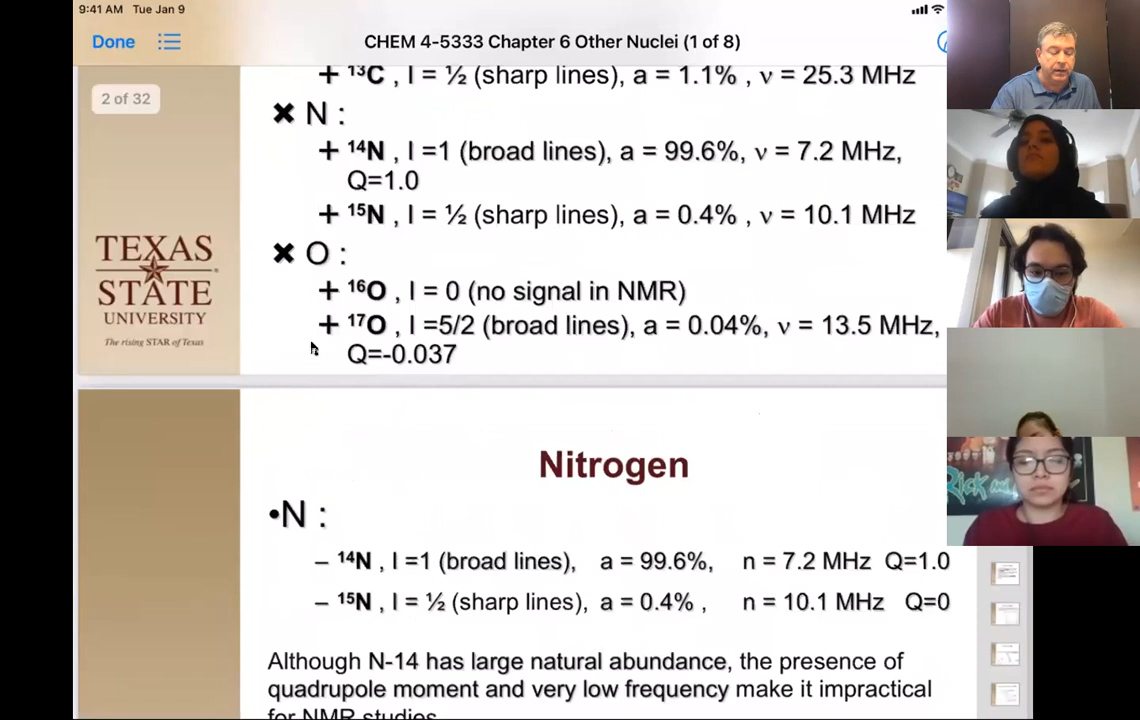 9:41 AM Tue Jan 9
Done
CHEM 4-5333 Chapter 6 Other Nuclei (1 of 8)
2 of 32
+ ¹³C , I = ½ (sharp lines), a = 1.1% , ν = 25.3 MHz
✖ N :
+ ¹⁴N , I =1 (broad lines), a = 99.6%, ν = 7.2 MHz,
Q=1.0
+ ¹⁵N , I = ½ (sharp lines), a = 0.4% , ν = 10.1 MHz
✖ O :
+ ¹⁶O , I = 0 (no signal in NMR)
+ ¹⁷O , I =5/2 (broad lines), a = 0.04%, ν = 13.5 MHz,
Q=-0.037
TEXAS
STATE
UNIVERSITY
The rising STAR of Texas
Nitrogen
•N :
– ¹⁴N , I =1 (broad lines), a = 99.6%, n = 7.2 MHz Q=1.0
– ¹⁵N , I = ½ (sharp lines), a = 0.4% , n = 10.1 MHz Q=0
Although N-14 has large natural abundance, the presence of
quadrupole moment and very low frequency make it impractical
for NMR studies
Rick and